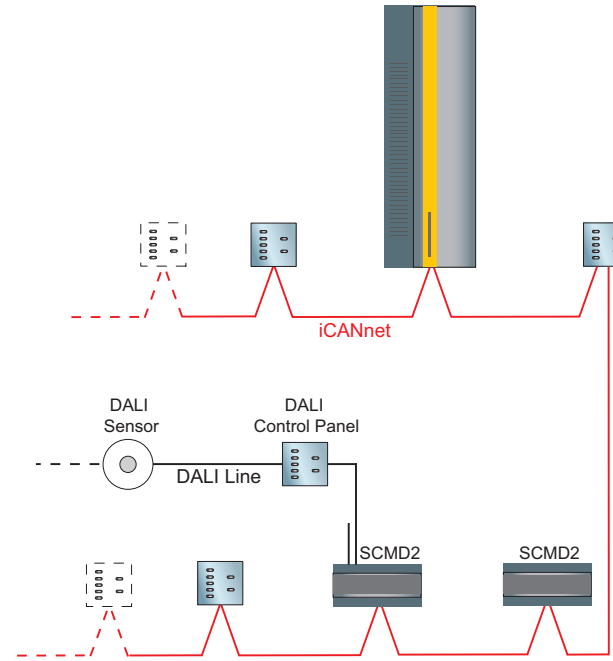 iCANnet
DALI
Sensor
DALI
Control Panel
DALI Line
SCMD2
SCMD2